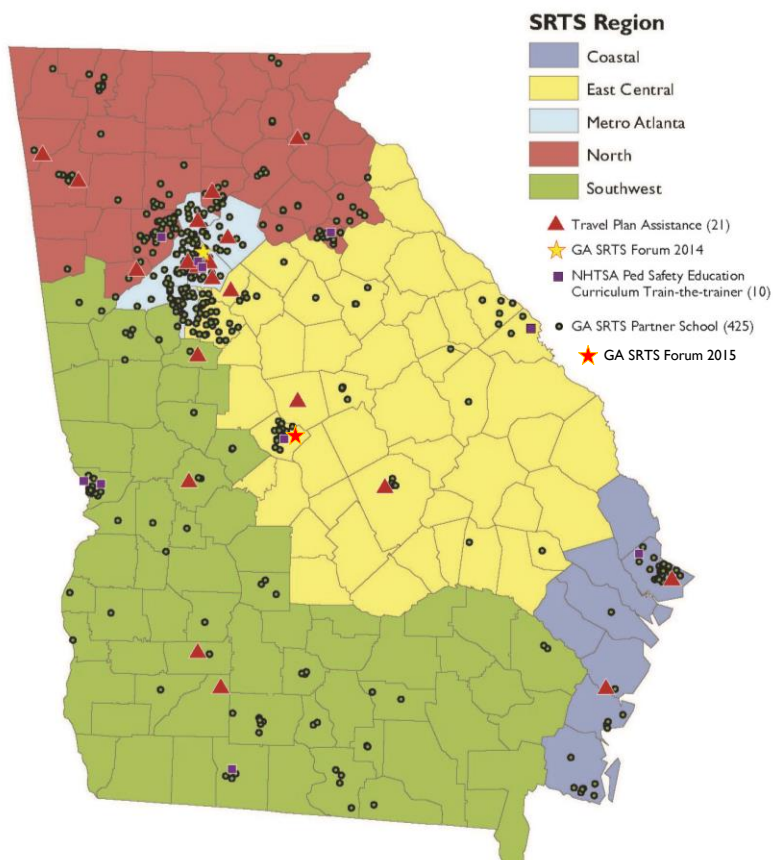 SRTS Region
Coastal
East Central
Metro Atlanta
North
Southwest
Travel Plan Assistance (21)
GA SRTS Forum 2014
NHTSA Ped Safety Education
Curriculum Train-the-trainer (10)
GA SRTS Partner School (425)
GA SRTS Forum 2015